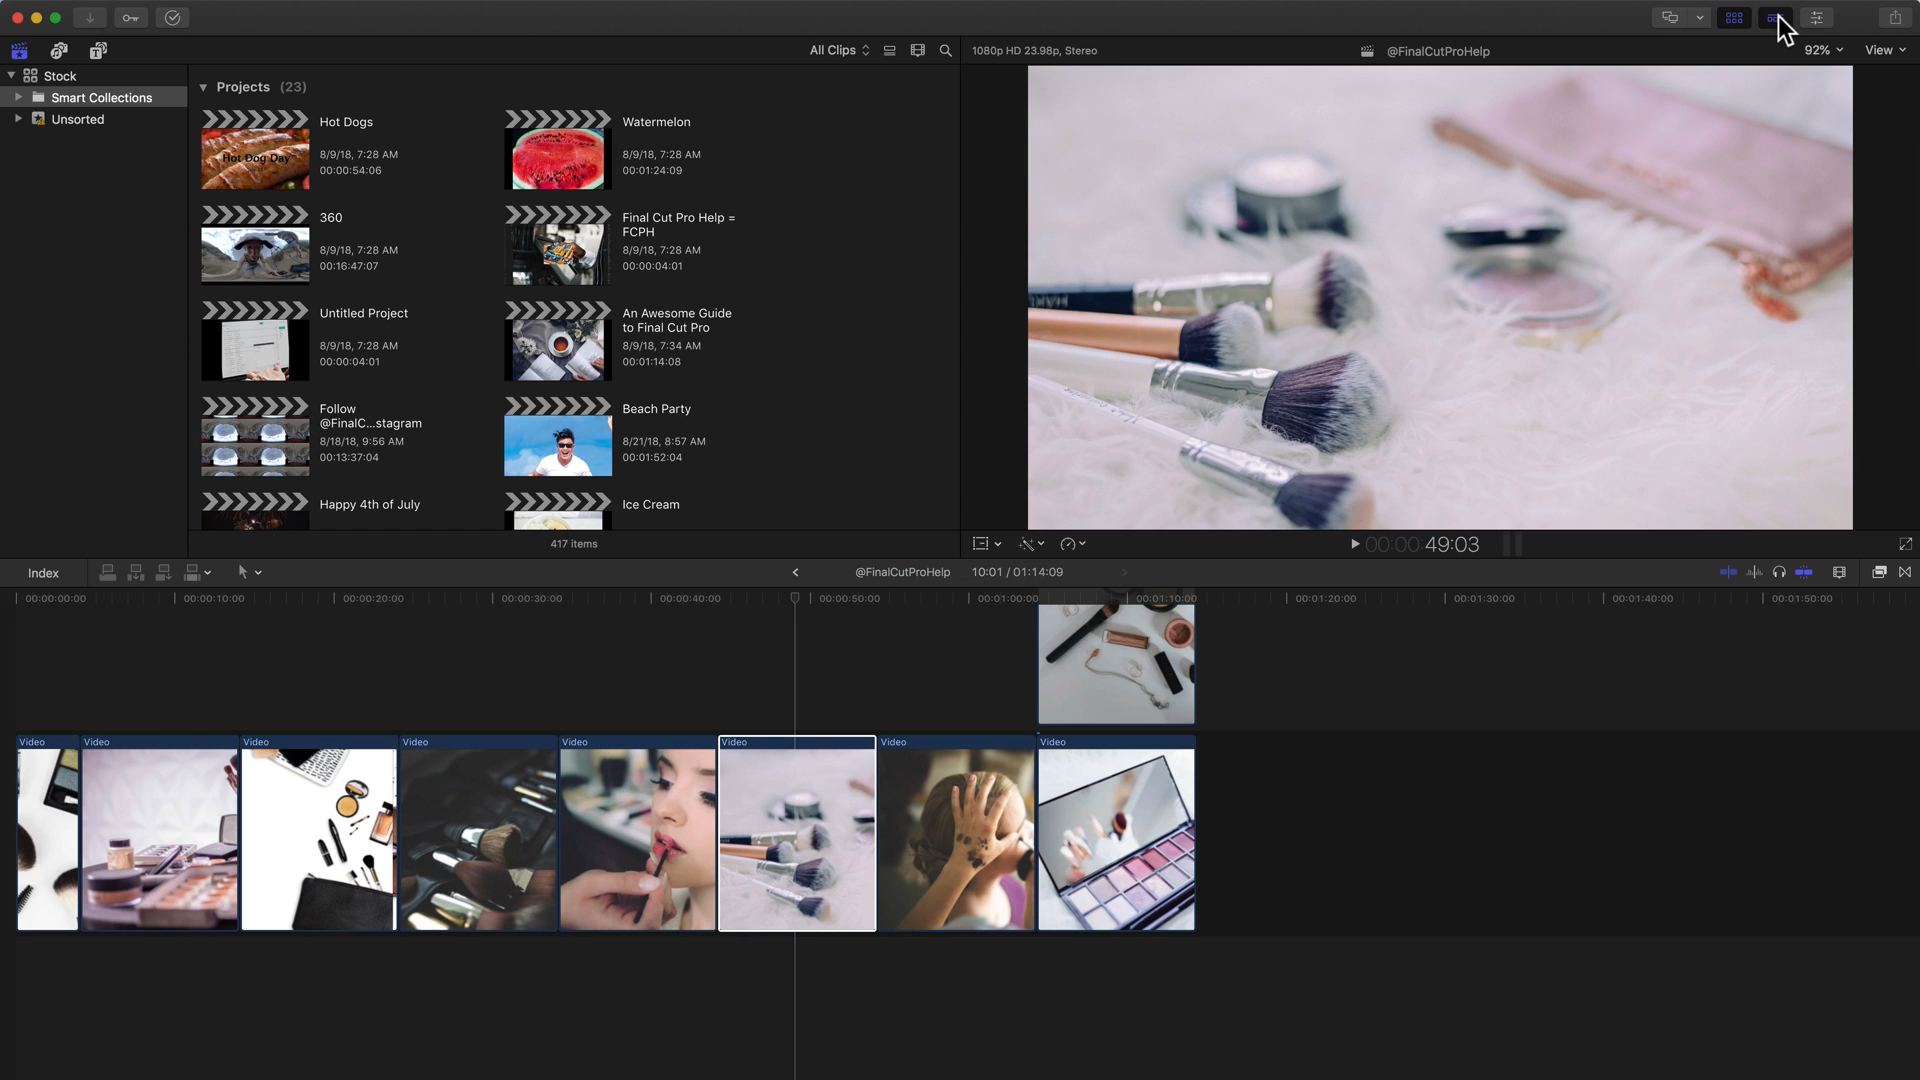 All Clips
1080p HD 23.98p, Stereo
@FinalCutProHelp
92%
View
Stock
Smart Collections
Unsorted
Projects (23)
Hot Dogs
8/9/18, 7:28 AM
00:00:54:06
Hot Dog Day
Watermelon
8/9/18, 7:28 AM
00:01:24:09
360
8/9/18, 7:28 AM
00:16:47:07
Final Cut Pro Help =
FCPH
8/9/18, 7:28 AM
00:00:04:01
Untitled Project
8/9/18, 7:28 AM
00:00:04:01
An Awesome Guide
to Final Cut Pro
8/9/18, 7:34 AM
00:01:14:08
Follow
@FinalC...stagram
8/18/18, 9:56 AM
00:13:37:04
Beach Party
8/21/18, 8:57 AM
00:01:52:04
Happy 4th of July
Ice Cream
417 items
00:00:49:03
Index
@FinalCutProHelp
10:01 / 01:14:09
00:00:00:00
00:00:10:00
00:00:20:00
00:00:30:00
00:00:40:00
00:00:50:00
00:01:00:00
00:01:10:00
00:01:20:00
00:01:30:00
00:01:40:00
00:01:50:00
Video
Video
Video
Video
Video
Video
Video
Video